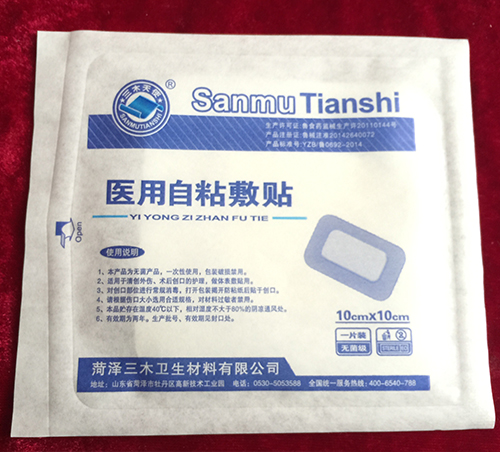 三木天使
SANMUTIANSHI
®
Sanmu Tianshi
生产许可证:鲁食药监械生产许20110144号
产品注册证:鲁械注准20142640072
产品标准号:YZB/鲁0692-2014
医用自粘敷贴
YI YONG ZI ZHAN FU TIE
Open
使用说明
1、本产品为无菌产品,一次性使用,包装破损禁用。
2、适用于清创外伤、术后创口的护理,做体表敷贴用。
3、对创口部位进行常规消毒,打开包装揭开胶粘纸后贴于创口。
4、请根据伤口大小选用合适规格,对材料过敏者禁用。
5、本品贮存在温度40℃以下,相对湿度不大于80%的阴凉通风处。
6、有效期为两年。生产批号、有效期见封口处。
10cmx10cm
一片装
无菌级
STERILE EO
菏泽三木卫生材料有限公司
地址:山东省菏泽市牡丹区高新技术工业园 电话:0530-5053588 全国统一服务热线:400-6540-788